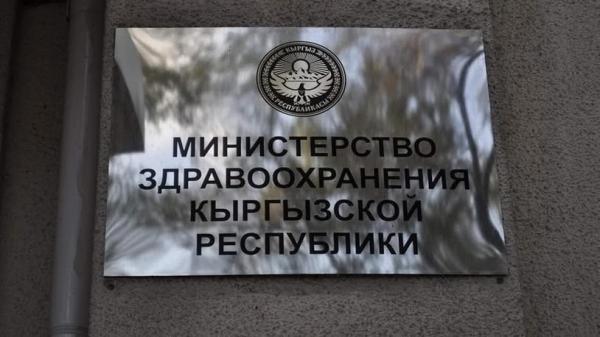 КЫРГЫЗ
РЕСПУБЛИКАСЫ
МИНИСТЕРСТВО
ЗДРАВООХРАНЕНИЯ
КЫРГЫЗСКОЙ
РЕСПУБЛИКИ